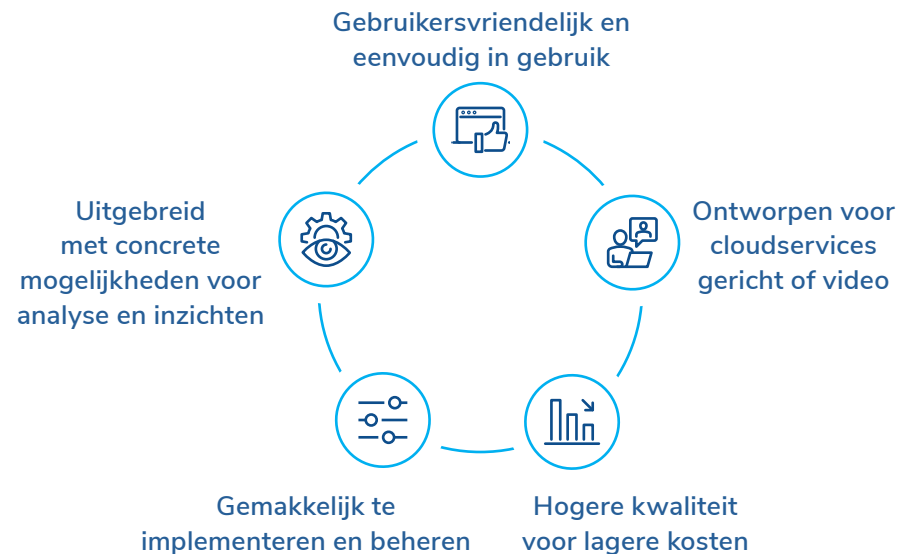 Gebruikersvriendelijk en
eenvoudig in gebruik
Ontworpen voor
cloudservices
gericht of video
Hogere kwaliteit
voor lagere kosten
Gemakkelijk te
implementeren en beheren
Uitgebreid
met concrete
mogelijkheden voor
analyse en inzichten